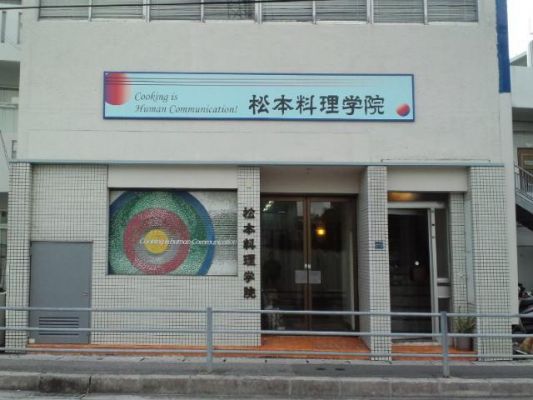 Cooking is
Human Communication!
松本料理学院
Cooking is human Communication
松本料理学院